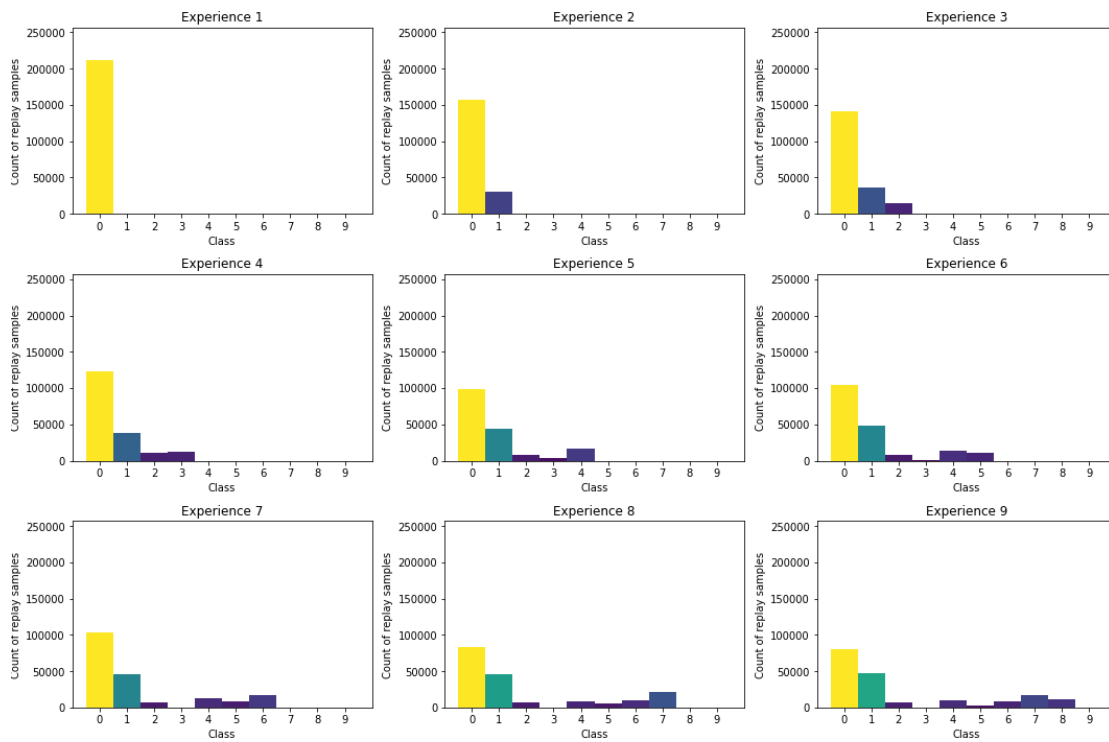 Experience 1
Experience 2
Experience 3
250000
200000
150000
100000
50000
0
Count of replay samples
0 1 2 3 4 5 6 7 8 9
Class
250000
200000
150000
100000
50000
0
Count of replay samples
0 1 2 3 4 5 6 7 8 9
Class
250000
200000
150000
100000
50000
0
Count of replay samples
0 1 2 3 4 5 6 7 8 9
Class
Experience 4
Experience 5
Experience 6
250000
200000
150000
100000
50000
0
Count of replay samples
0 1 2 3 4 5 6 7 8 9
Class
250000
200000
150000
100000
50000
0
Count of replay samples
0 1 2 3 4 5 6 7 8 9
Class
250000
200000
150000
100000
50000
0
Count of replay samples
0 1 2 3 4 5 6 7 8 9
Class
Experience 7
Experience 8
Experience 9
250000
200000
150000
100000
50000
0
Count of replay samples
0 1 2 3 4 5 6 7 8 9
Class
250000
200000
150000
100000
50000
0
Count of replay samples
0 1 2 3 4 5 6 7 8 9
Class
250000
200000
150000
100000
50000
0
Count of replay samples
0 1 2 3 4 5 6 7 8 9
Class